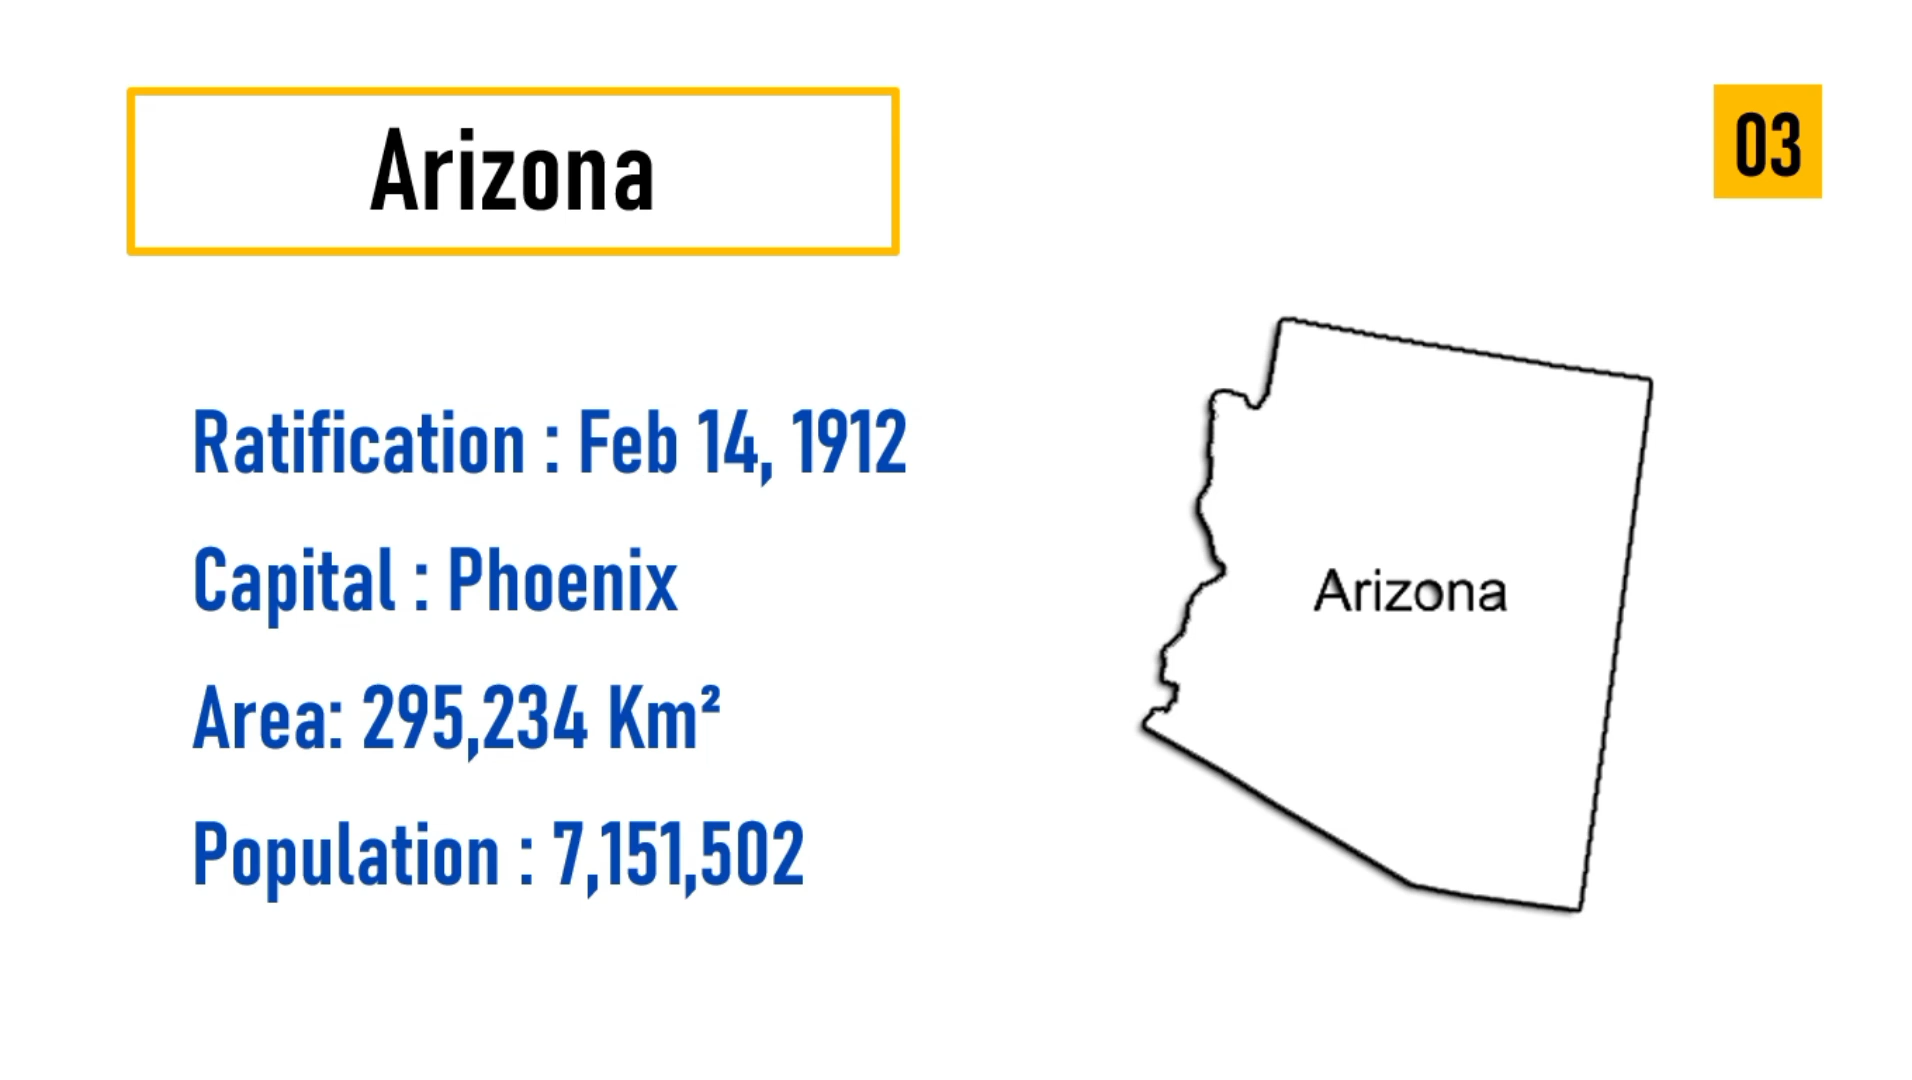 Arizona
03
Ratification : Feb 14, 1912
Capital : Phoenix
Area: 295,234 Km²
Population : 7,151,502
Arizona